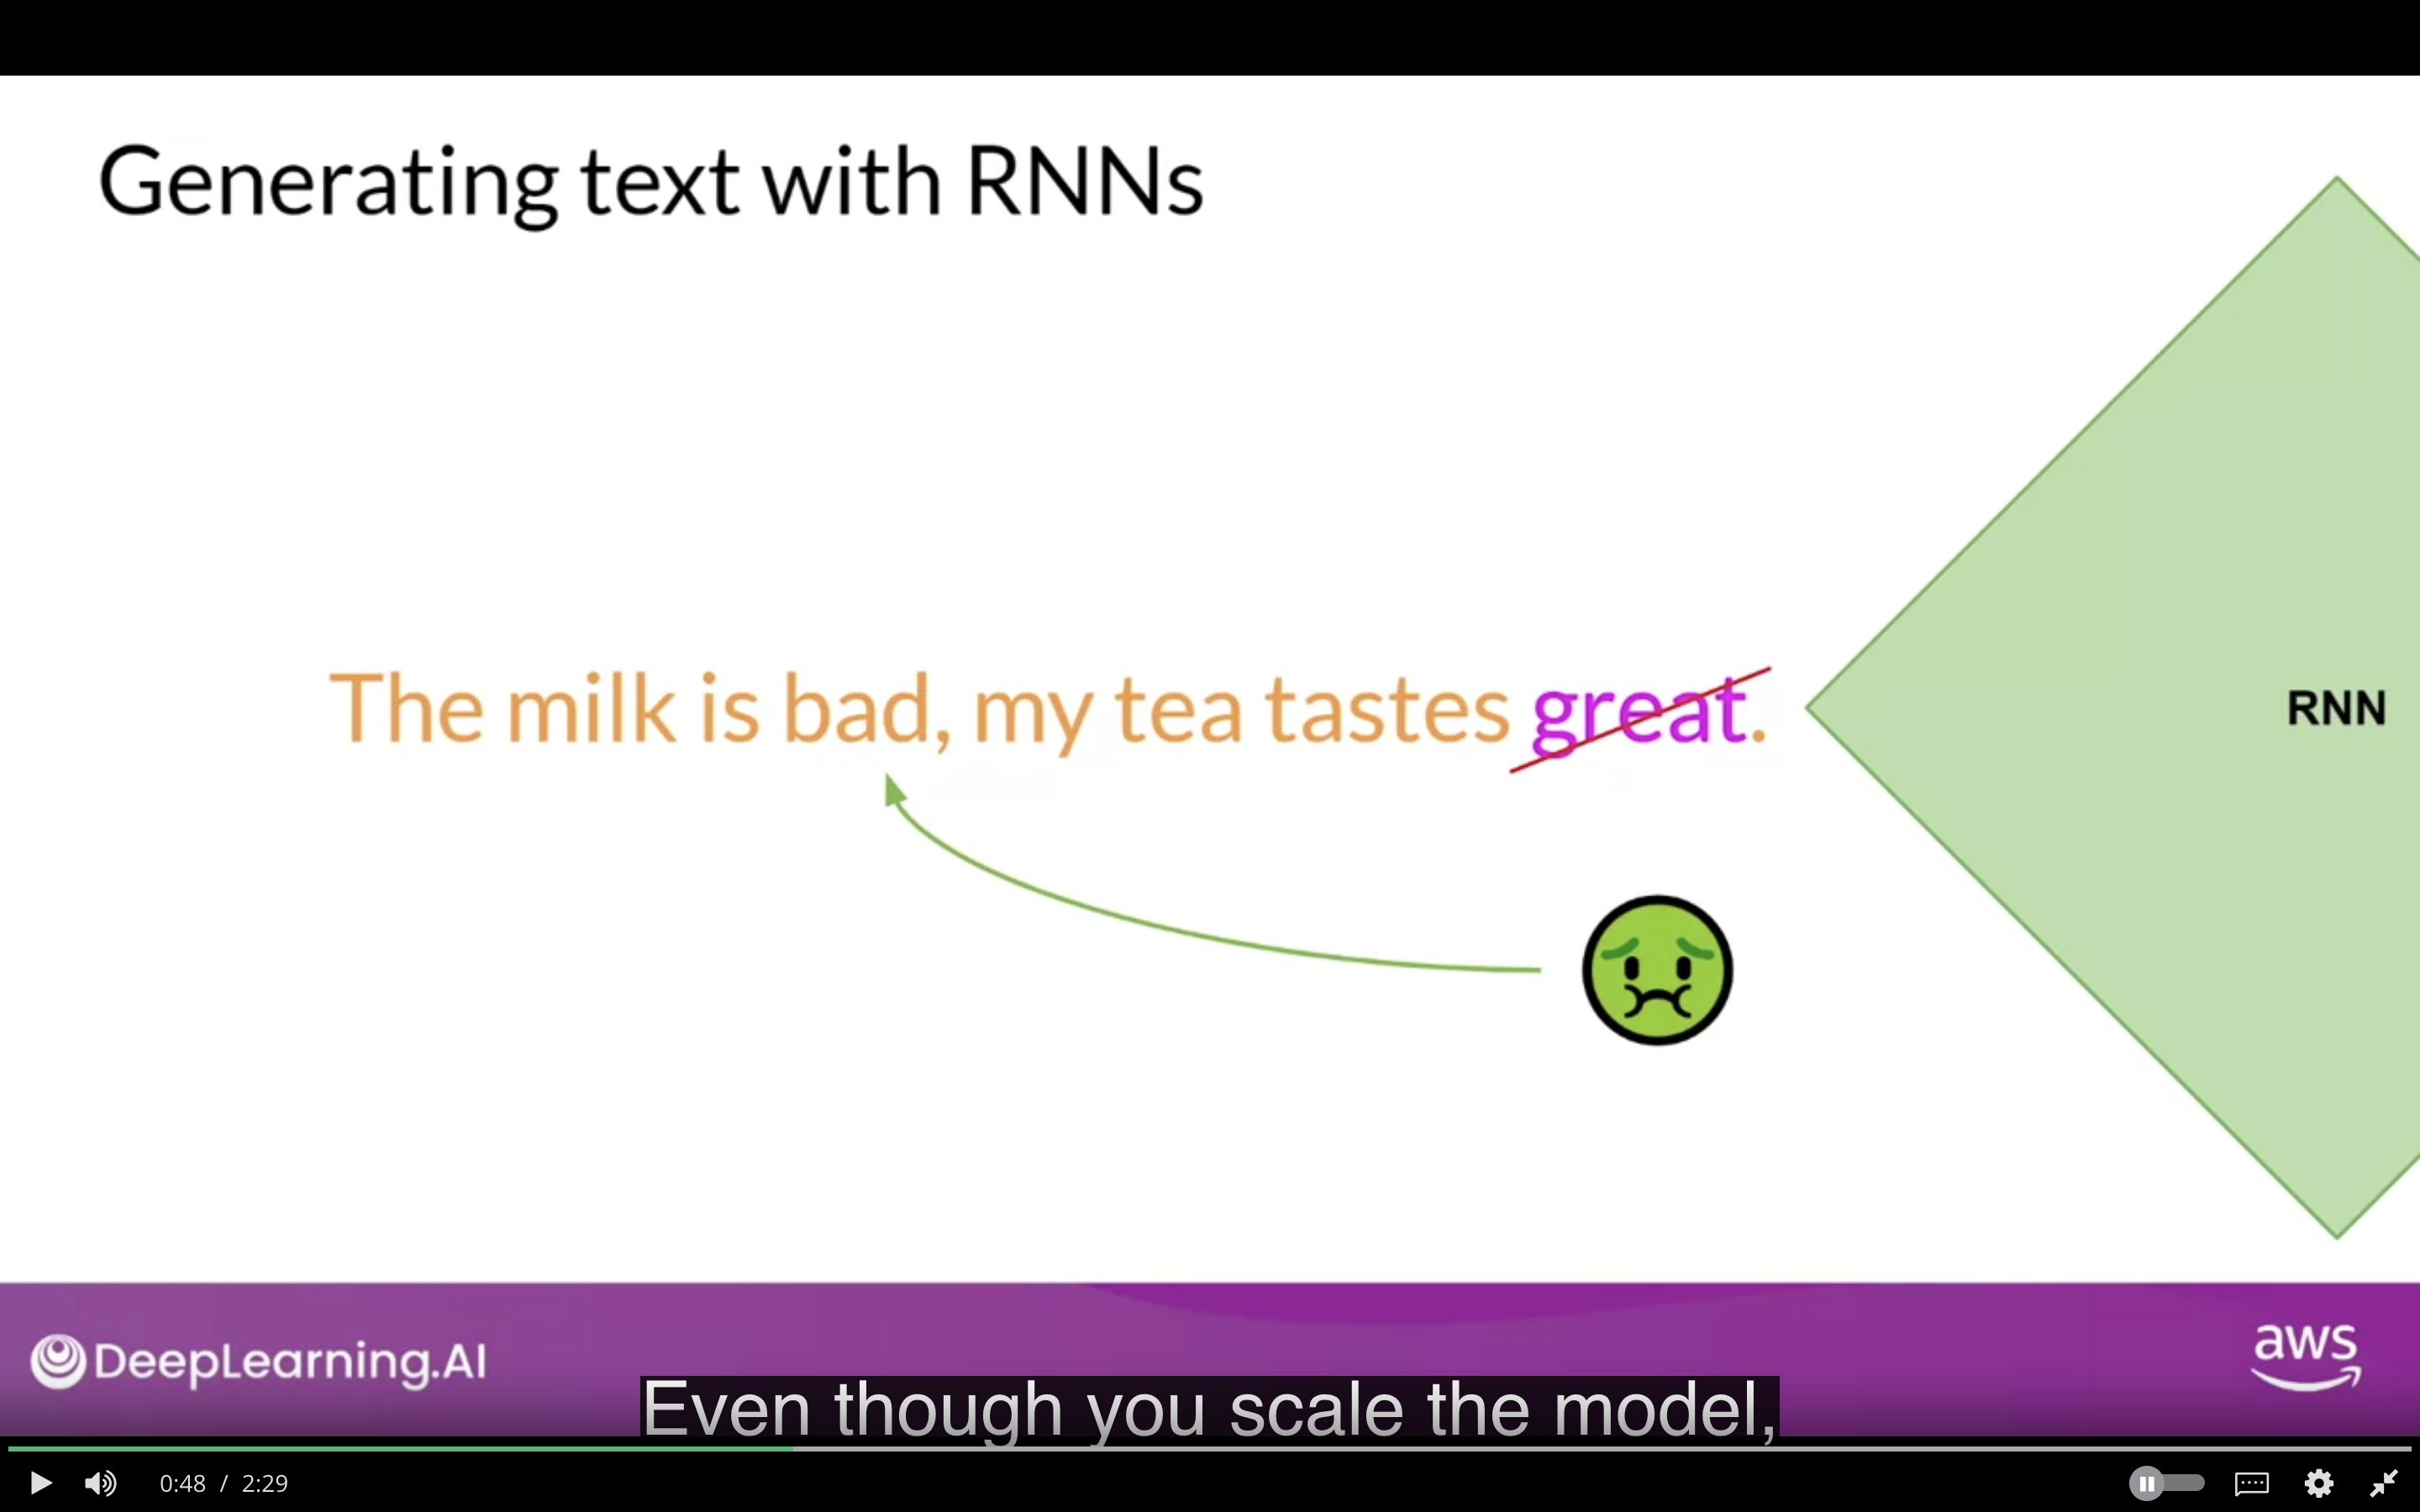 Generating text with RNNs
The milk is bad, my tea tastes great.
RNN
DeepLearning.AI
aws
Even though you scale the model,
0:48 / 2:29